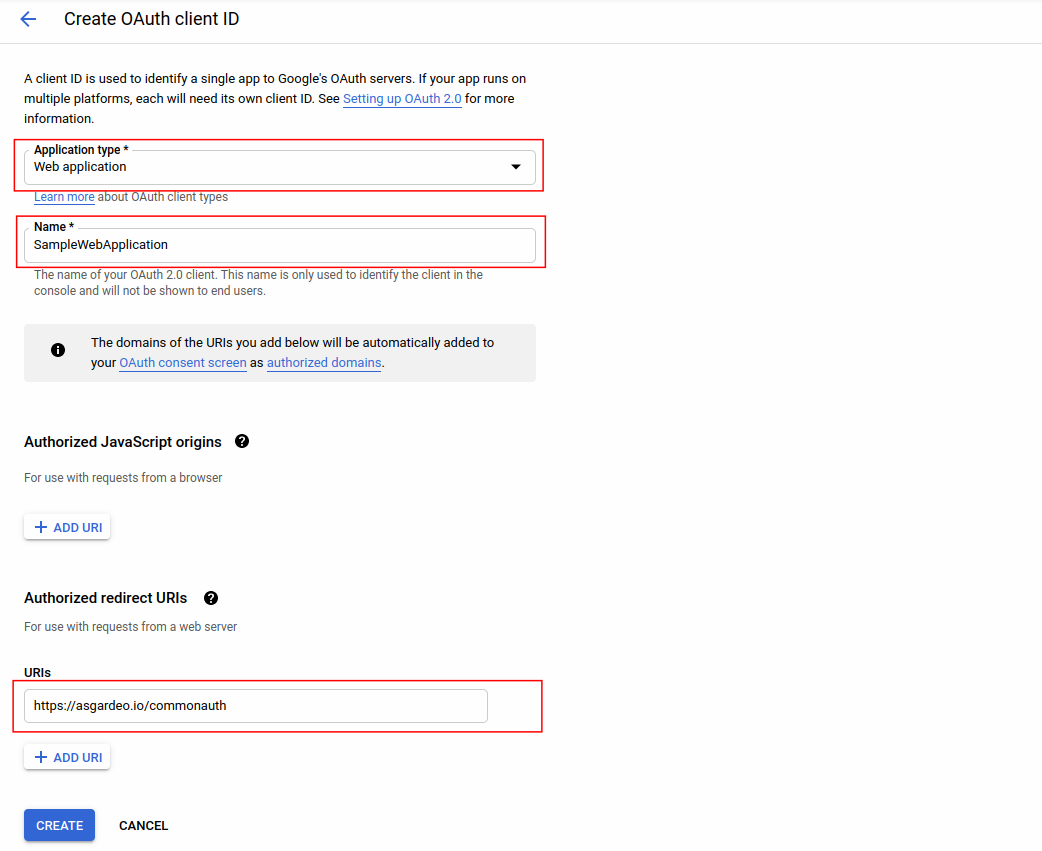 Create OAuth client ID
A client ID is used to identify a single app to Google's OAuth servers. If your app runs on
multiple platforms, each will need its own client ID. See Setting up OAuth 2.0 for more
information.
Application type *
Web application
Learn more about OAuth client types
Name *
SampleWebApplication
The name of your OAuth 2.0 client. This name is only used to identify the client in the
console and will not be shown to end users.
The domains of the URIs you add below will be automatically added to
your OAuth consent screen as authorized domains.
Authorized JavaScript origins
For use with requests from a browser
ADD URI
Authorized redirect URIs
For use with requests from a web server
URIs
https://asgardeo.io/commonauth
ADD URI
CREATE CANCEL